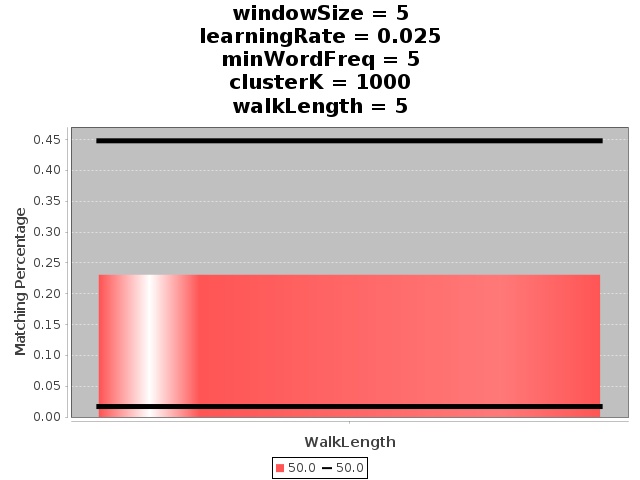 windowSize = 5
learningRate = 0.025
minWordFreq = 5
clusterK = 1000
walkLength = 5
Matching Percentage
0.45
0.40
0.35
0.30
0.25
0.20
0.15
0.10
0.05
0.00
WalkLength
50.0 50.0